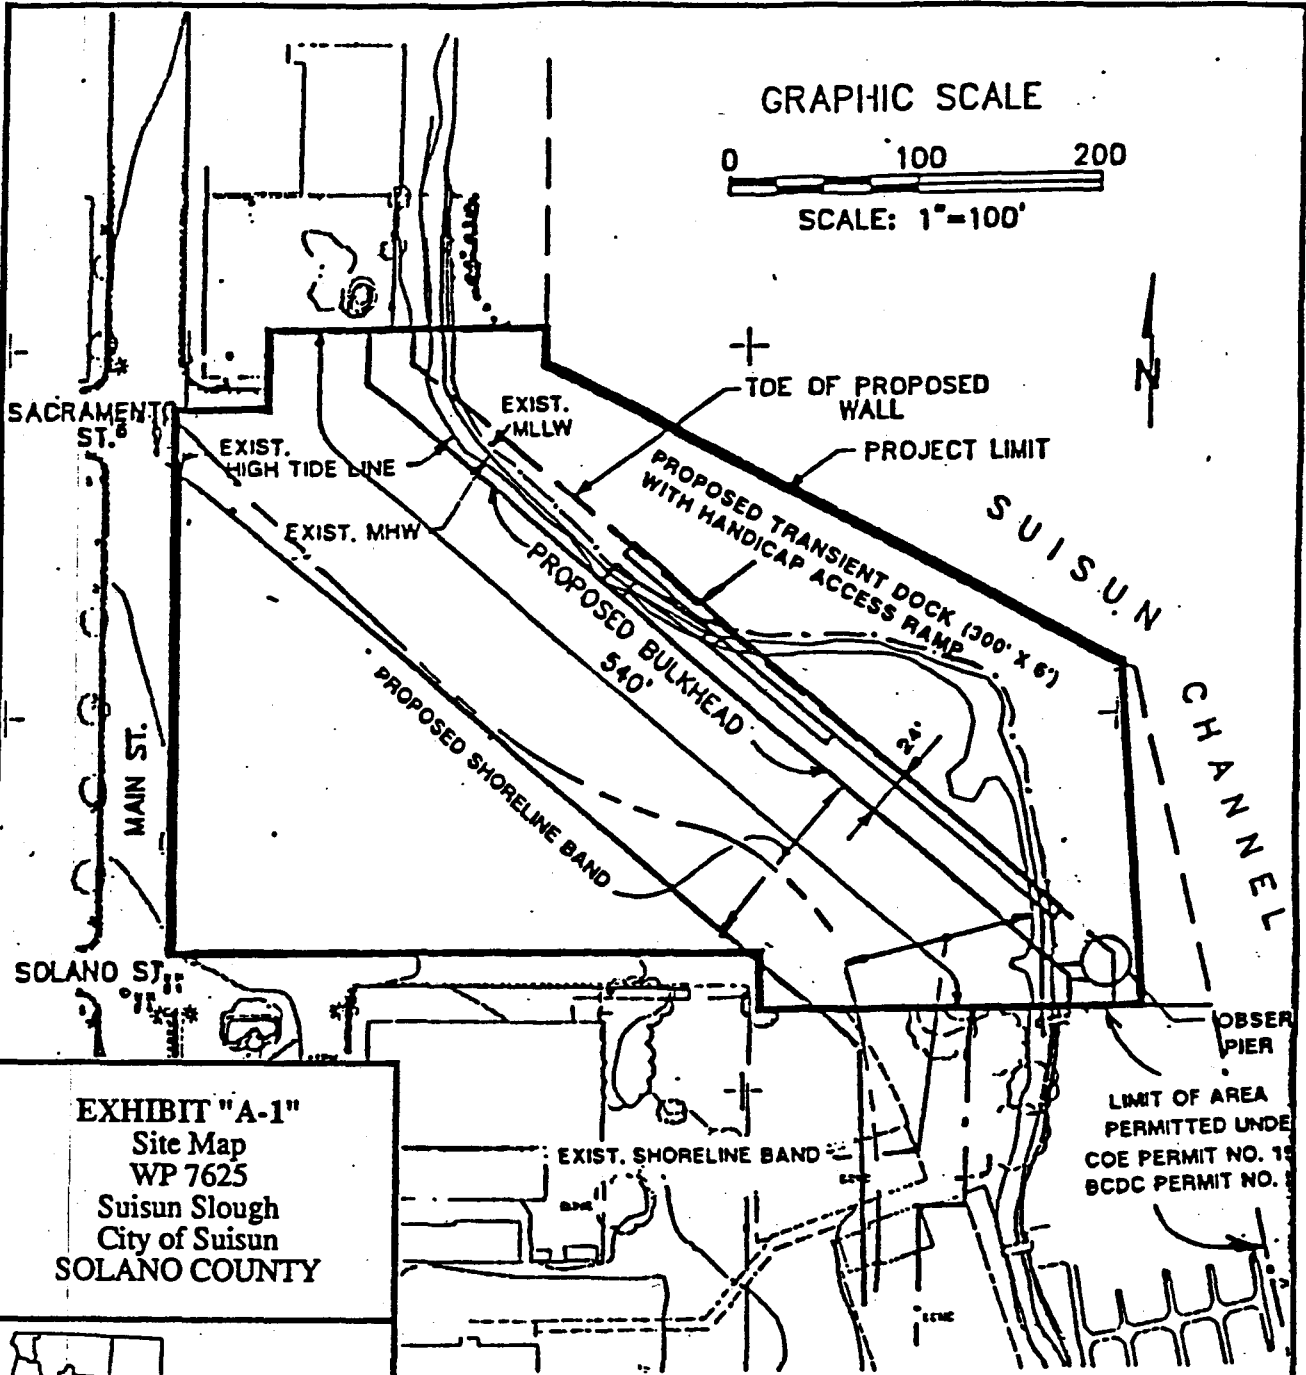 GRAPHIC SCALE
0 100 200
SCALE: 1"=100'
N
SACRAMENTO
ST.
EXIST.
HIGH TIDE LINE
EXIST.
MLLW
TOE OF PROPOSED
WALL
PROJECT LIMIT
EXIST. MHW
PROPOSED TRANSIENT DOCK (300' X 6')
WITH HANDICAP ACCESS RAMP
SUISUN
CHANNEL
PROPOSED BULKHEAD
540'
24'
PROPOSED SHORELINE BAND
MAIN ST.
SOLANO ST.
OBSER
PIER
LIMIT OF AREA
PERMITTED UNDE
COE PERMIT NO. 15
BCDC PERMIT NO.
EXIST. SHORELINE BAND
EXHIBIT "A-1"
Site Map
WP 7625
Suisun Slough
City of Suisun
SOLANO COUNTY